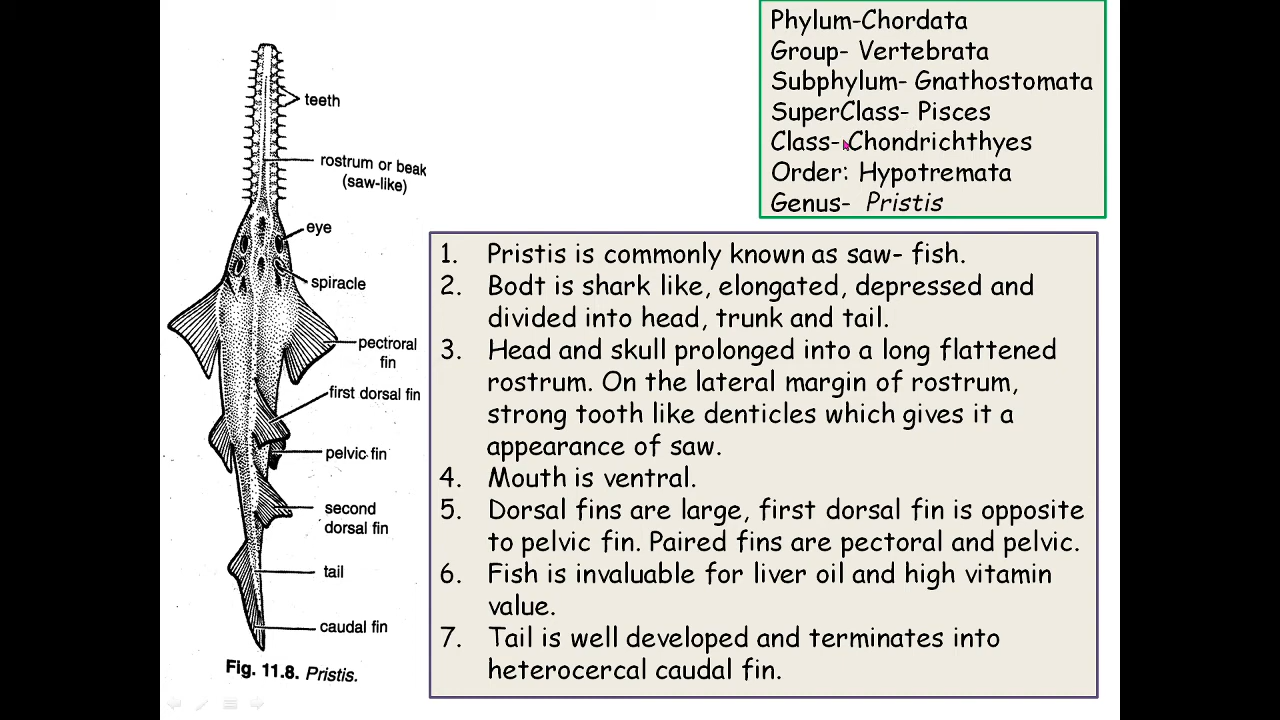 Phylum-Chordata
Group- Vertebrata
Subphylum- Gnathostomata
SuperClass- Pisces
Class- Chondrichthyes
Order: Hypotremata
Genus- Pristis
teeth
rostrum or beak
(saw-like)
eye
spiracle
pectroral
fin
first dorsal fin
pelvic fin
second
dorsal fin
tail
caudal fin
Fig. 11.8. Pristis.
1. Pristis is commonly known as saw- fish.
2. Bodt is shark like, elongated, depressed and
divided into head, trunk and tail.
3. Head and skull prolonged into a long flattened
rostrum. On the lateral margin of rostrum,
strong tooth like denticles which gives it a
appearance of saw.
4. Mouth is ventral.
5. Dorsal fins are large, first dorsal fin is opposite
to pelvic fin. Paired fins are pectoral and pelvic.
6. Fish is invaluable for liver oil and high vitamin
value.
7. Tail is well developed and terminates into
heterocercal caudal fin.